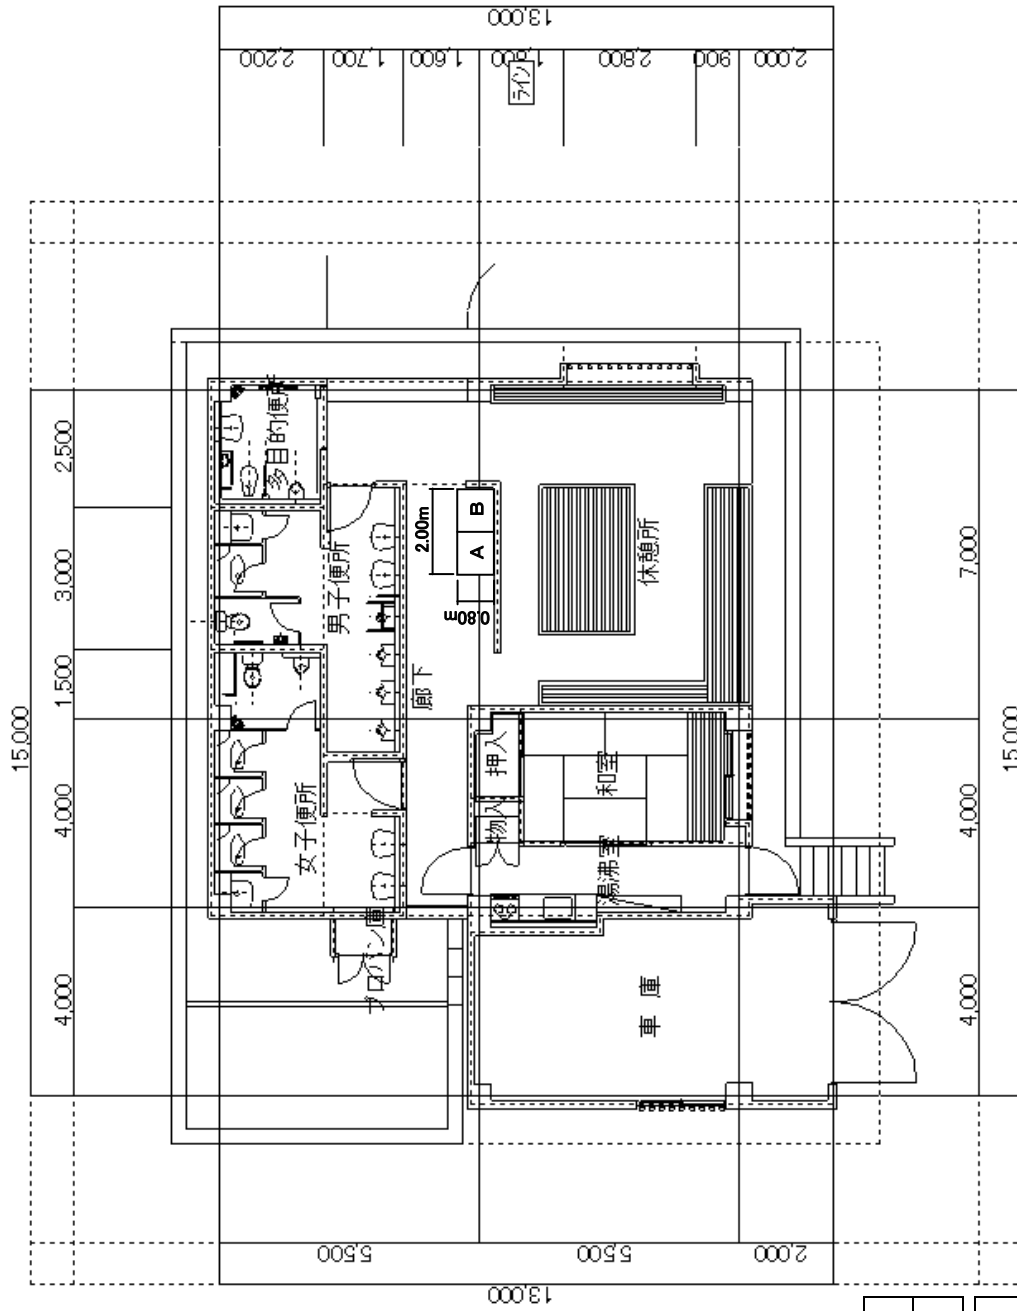 13,000
2,200
1,700
1,600
2,800
900
2,000
ライン
15,000
2,500
3,000
1,500
4,000
4,000
7,000
4,000
4,000
15,000
多目的便所
男子便所
女子便所
廊下
2.00m
0.80m
A
B
休憩所
押入
物入
和室
湯沸室
プロパン庫
車庫
5,500
5,500
2,000
13,000